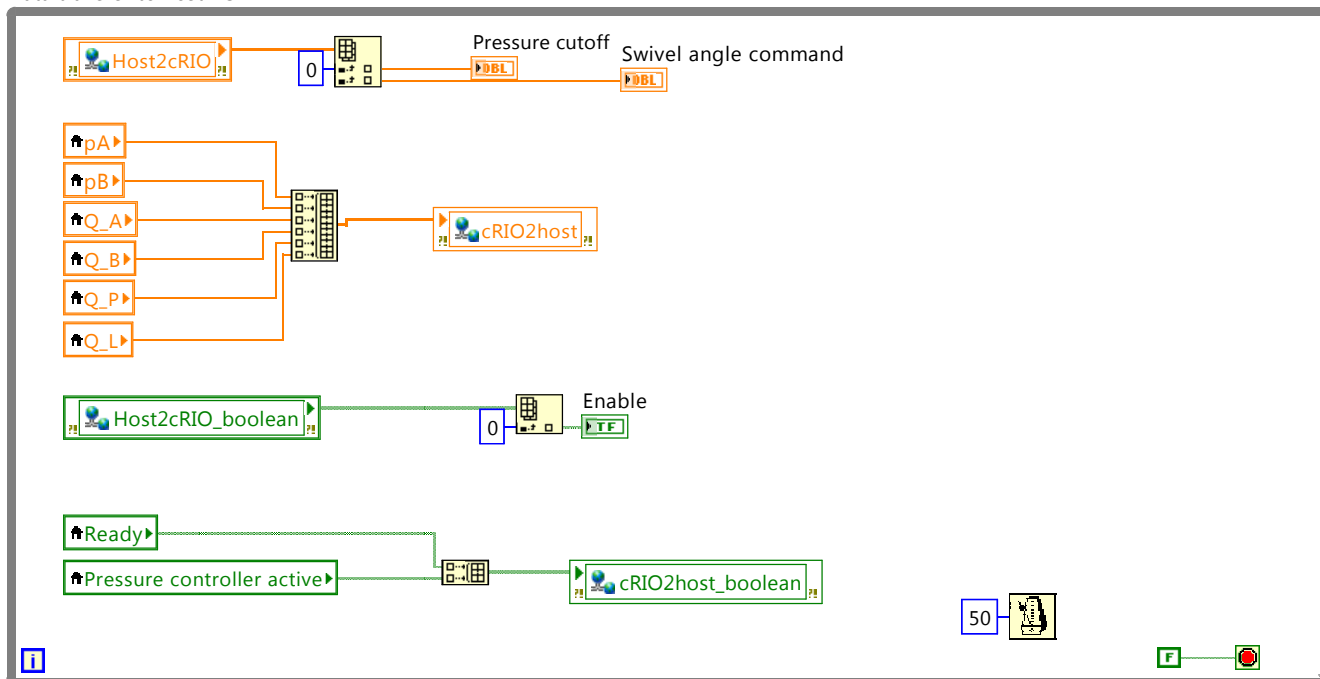 Pressure cutoff
Swivel angle command
Host2cRIO
0
DBL
DBL
pA
pB
Q_A
cRIO2host
Q_B
Q_P
Q_L
Enable
Host2cRIO_boolean
0
TF
Ready
Pressure controller active
cRIO2host_boolean
50
i
F